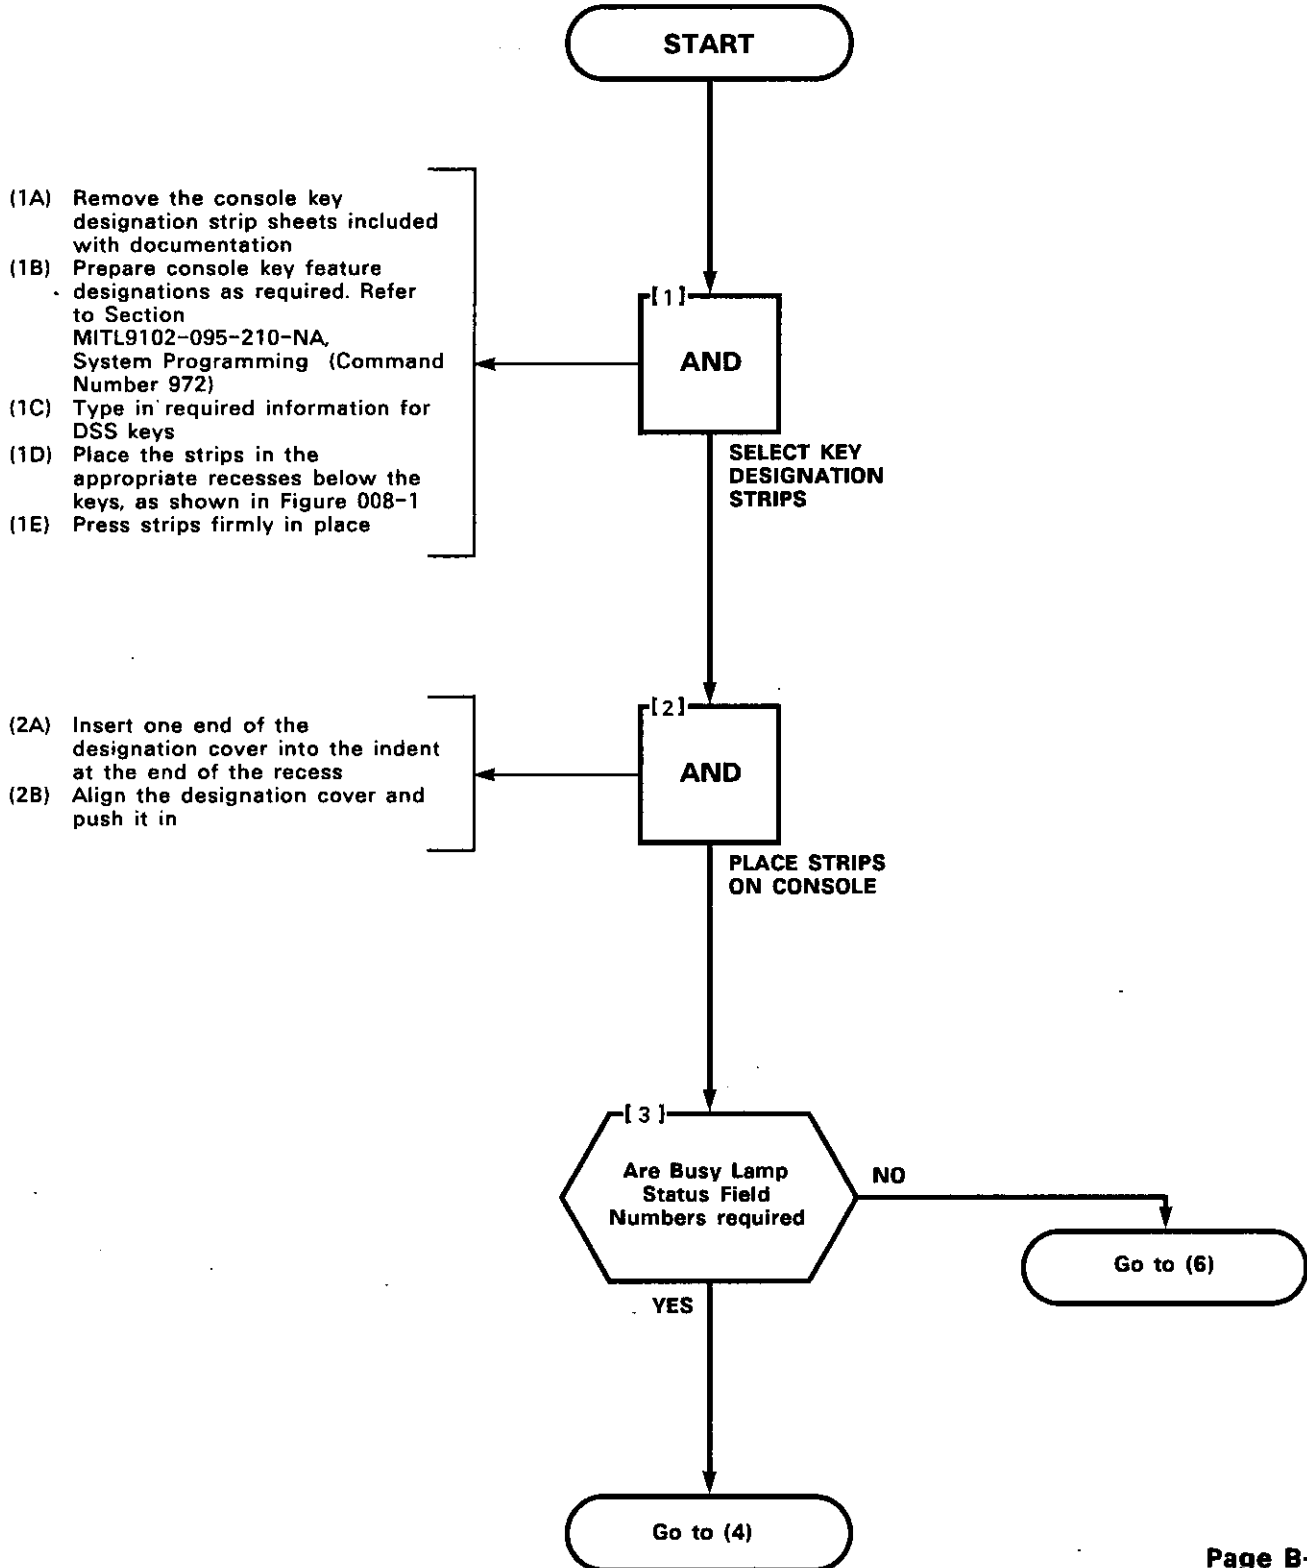 START
(1A) Remove the console key
designation strip sheets included
with documentation
(1B) Prepare console key feature
designations as required. Refer
to Section
MITL9102-095-210-NA,
System Programming (Command
Number 972)
(1C) Type in required information for
DSS keys
(1D) Place the strips in the
appropriate recesses below the
keys, as shown in Figure 008-1
(1E) Press strips firmly in place
[1]
AND
SELECT KEY
DESIGNATION
STRIPS
(2A) Insert one end of the
designation cover into the indent
at the end of the recess
(2B) Align the designation cover and
push it in
[2]
AND
PLACE STRIPS
ON CONSOLE
[3]
Are Busy Lamp
Status Field
Numbers required
NO
Go to (6)
YES
Go to (4)
Page B-